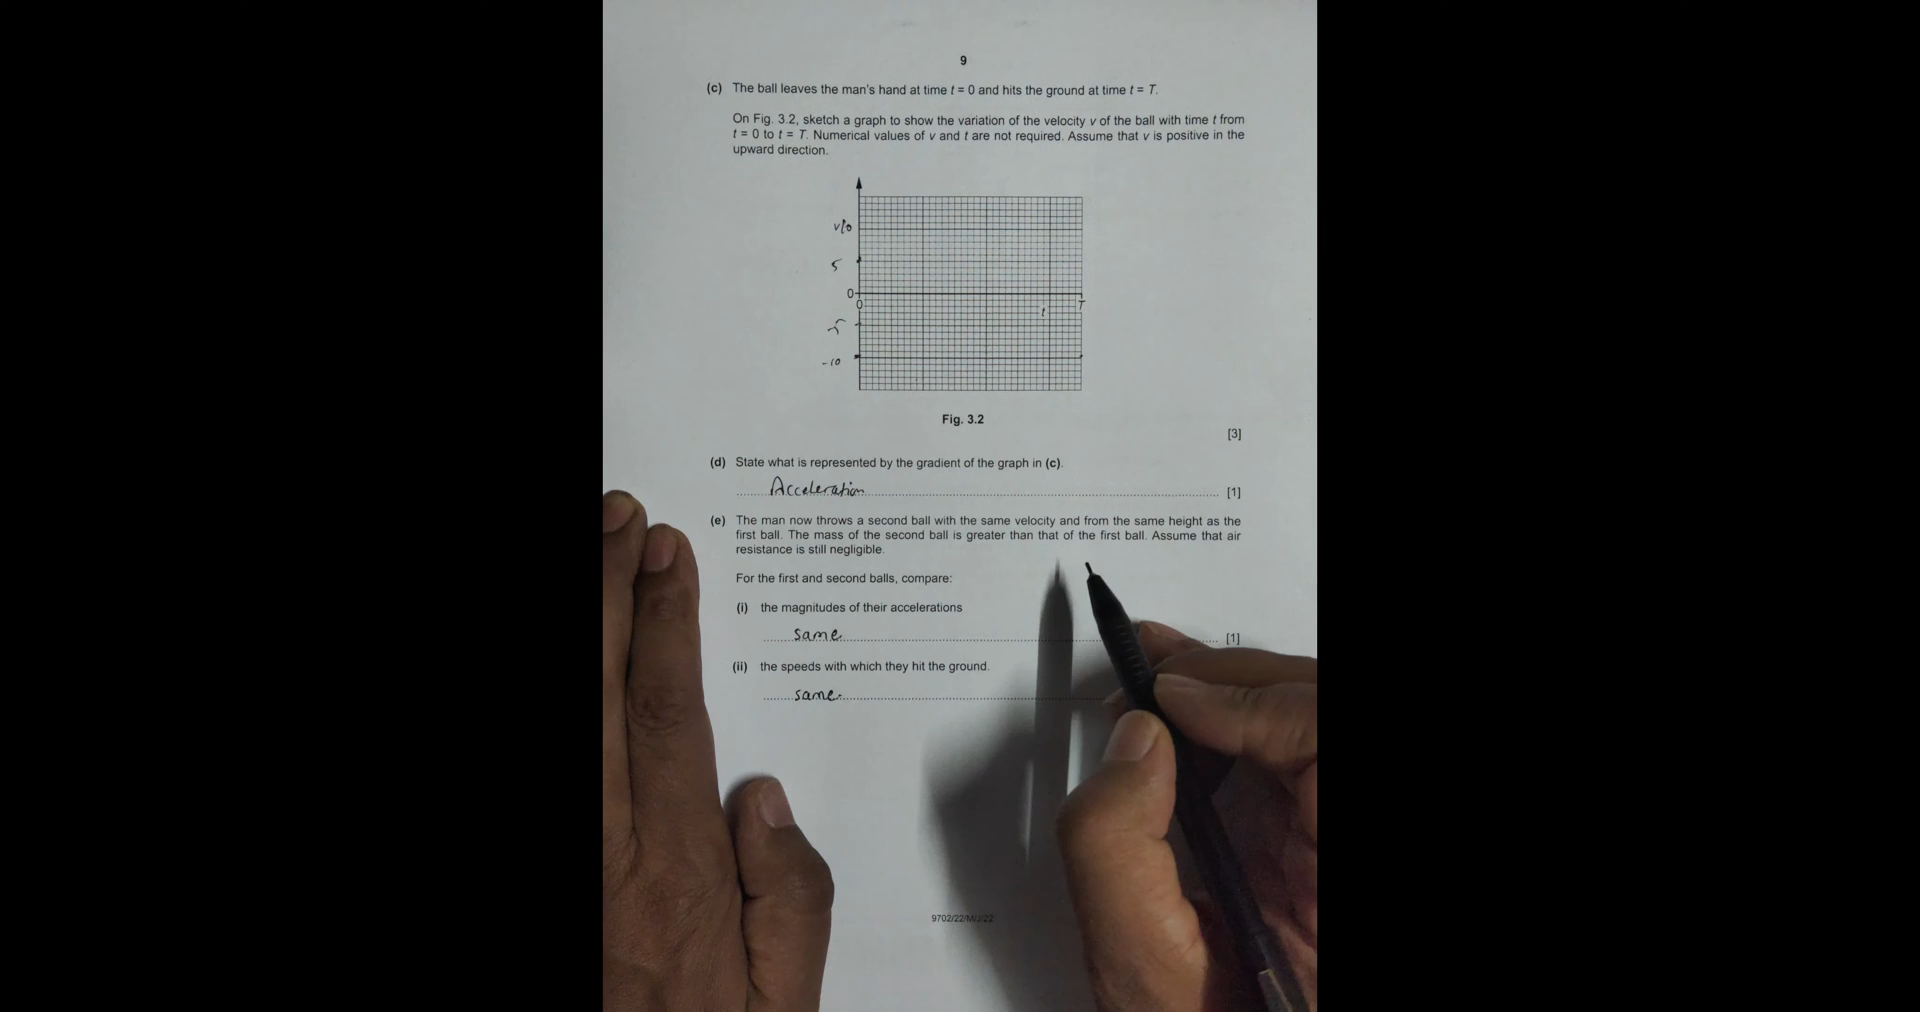 9
(c) The ball leaves the man's hand at time t = 0 and hits the ground at time t = T.
On Fig. 3.2, sketch a graph to show the variation of the velocity v of the ball with time t from
t = 0 to t = T. Numerical values of v and t are not required. Assume that v is positive in the
upward direction.
v 10
5
0
0 T
t
-5
-10
Fig. 3.2
[3]
(d) State what is represented by the gradient of the graph in (c).
Acceleration [1]
(e) The man now throws a second ball with the same velocity and from the same height as the
first ball. The mass of the second ball is greater than that of the first ball. Assume that air
resistance is still negligible.
For the first and second balls, compare:
(i) the magnitudes of their accelerations
same [1]
(ii) the speeds with which they hit the ground.
same.
9702/22/M/J/22